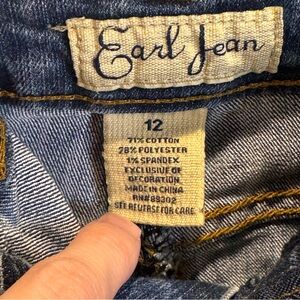 Earl Jean
12
71% COTTON
28% POLYESTER
1% SPANDEX
EXCLUSIVE OF
DECORATION
MADE IN CHINA
RN#89302
SEE REVERSE FOR CARE